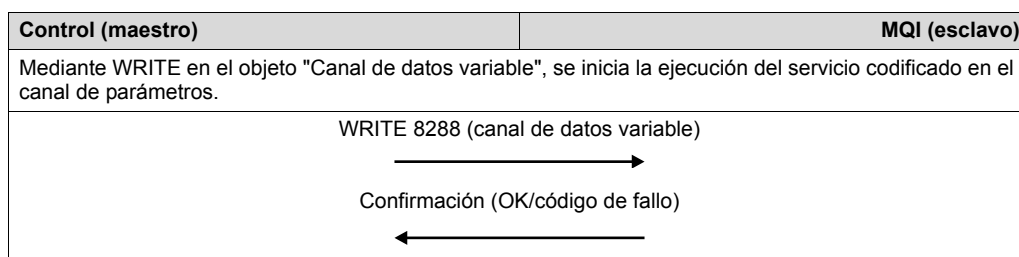 Control (maestro) MQI (esclavo)
Mediante WRITE en el objeto "Canal de datos variable", se inicia la ejecución del servicio codificado en el
canal de parámetros.
WRITE 8288 (canal de datos variable)
Confirmación (OK/código de fallo)